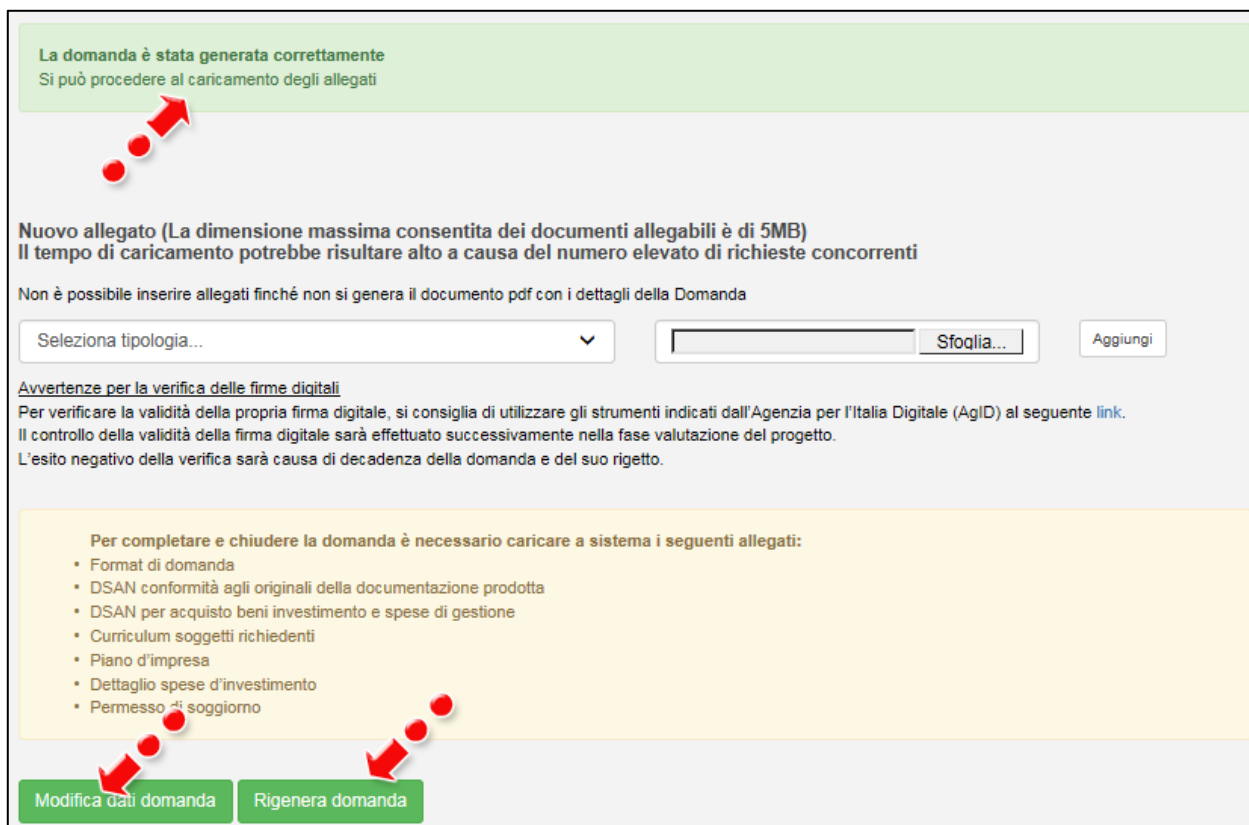 La domanda è stata generata correttamente
Si può procedere al caricamento degli allegati
Nuovo allegato (La dimensione massima consentita dei documenti allegabili è di 5MB)
Il tempo di caricamento potrebbe risultare alto a causa del numero elevato di richieste concorrenti
Non è possibile inserire allegati finché non si genera il documento pdf con i dettagli della Domanda
Seleziona tipologia... Sfoglia... Aggiungi
Avvertenze per la verifica delle firme digitali
Per verificare la validità della propria firma digitale, si consiglia di utilizzare gli strumenti indicati dall'Agenzia per l'Italia Digitale (AgID) al seguente link.
Il controllo della validità della firma digitale sarà effettuato successivamente nella fase valutazione del progetto.
L'esito negativo della verifica sarà causa di decadenza della domanda e del suo rigetto.
Per completare e chiudere la domanda è necessario caricare a sistema i seguenti allegati:
• Format di domanda
• DSAN conformità agli originali della documentazione prodotta
• DSAN per acquisto beni investimento e spese di gestione
• Curriculum soggetti richiedenti
• Piano d'impresa
• Dettaglio spese d'investimento
• Permesso di soggiorno
Modifica dati domanda Rigenera domanda